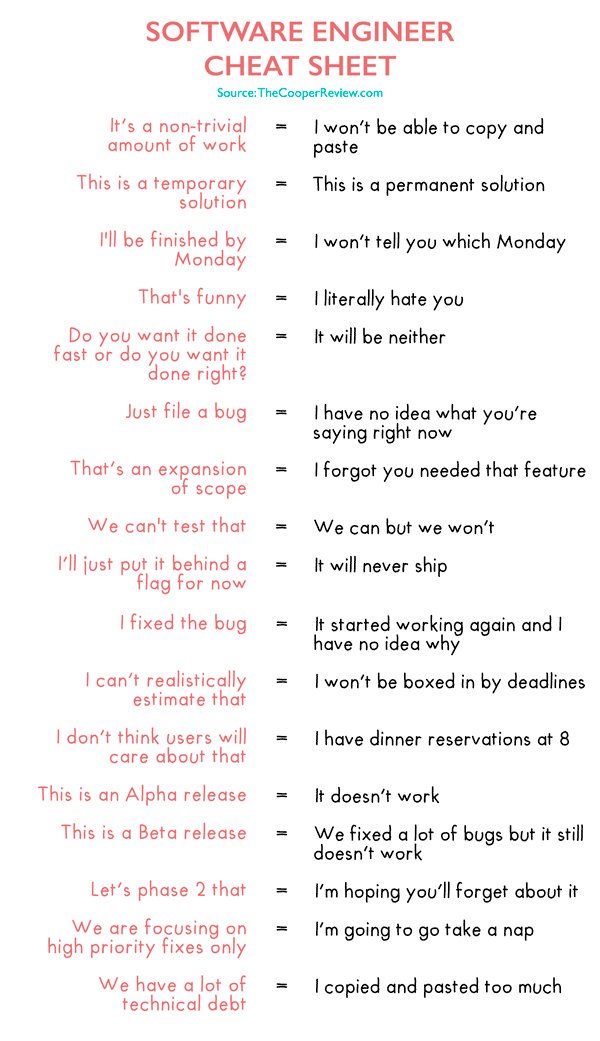 SOFTWARE ENGINEER
CHEAT SHEET
Source: TheCooperReview.com
It's a non-trivial = I won't be able to copy and
amount of work paste
This is a temporary = This is a permanent solution
solution
I'll be finished by = I won't tell you which Monday
Monday
That's funny = I literally hate you
Do you want it done = It will be neither
fast or do you want it
done right?
Just file a bug = I have no idea what you're
saying right now
That's an expansion = I forgot you needed that feature
of scope
We can't test that = We can but we won't
I'll just put it behind a = It will never ship
flag for now
I fixed the bug = It started working again and I
have no idea why
I can't realistically = I won't be boxed in by deadlines
estimate that
I don't think users will = I have dinner reservations at 8
care about that
This is an Alpha release = It doesn't work
This is a Beta release = We fixed a lot of bugs but it still
doesn't work
Let's phase 2 that = I'm hoping you'll forget about it
We are focusing on = I'm going to go take a nap
high priority fixes only
We have a lot of = I copied and pasted too much
technical debt